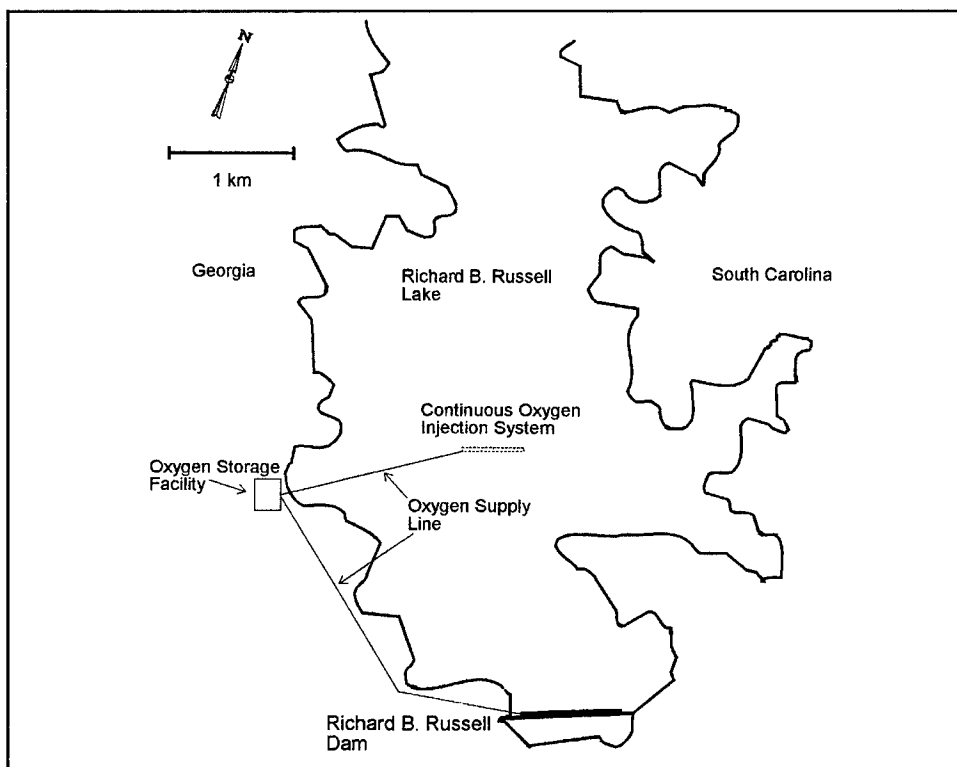 N
1 km
Georgia
Richard B. Russell
Lake
South Carolina
Continuous Oxygen
Injection System
Oxygen Storage
Facility
Oxygen Supply
Line
Richard B. Russell
Dam